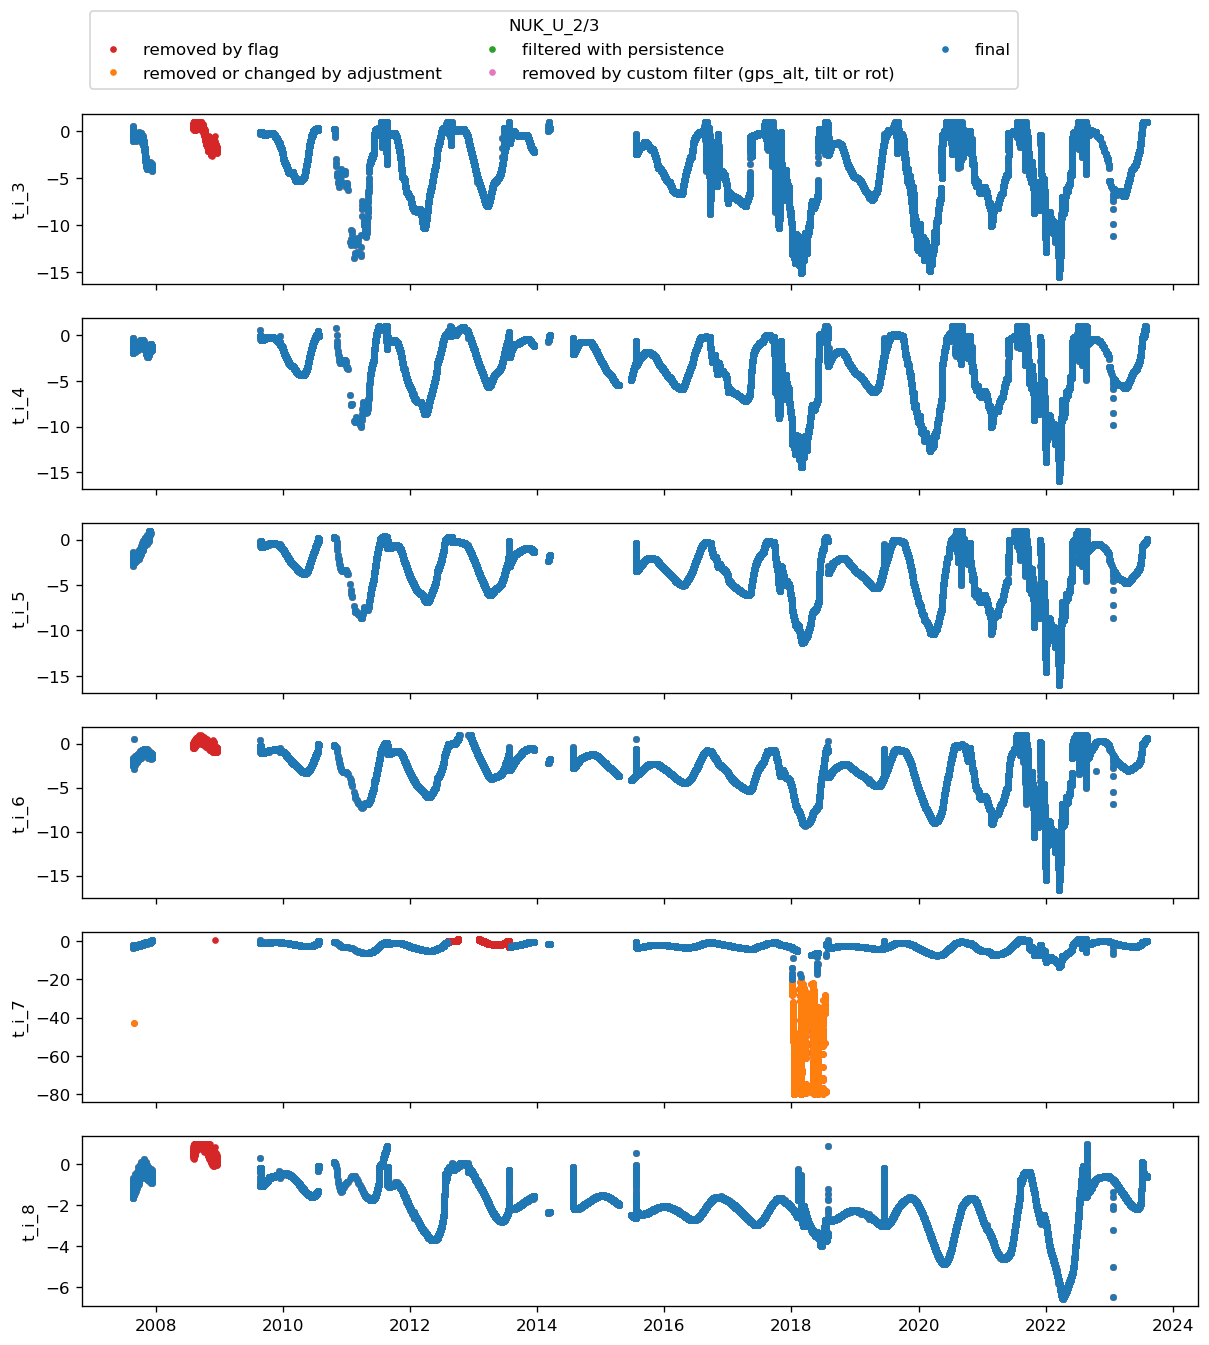 NUK_U_2/3
removed by flag
filtered with persistence
final
removed or changed by adjustment
removed by custom filter (gps_alt, tilt or rot)
0
−5
−10
−15
t_i_3
0
−5
−10
−15
t_i_4
0
−5
−10
−15
t_i_5
0
−5
−10
−15
t_i_6
0
−20
−40
−60
−80
t_i_7
0
−2
−4
−6
t_i_8
2008 2010 2012 2014 2016 2018 2020 2022 2024